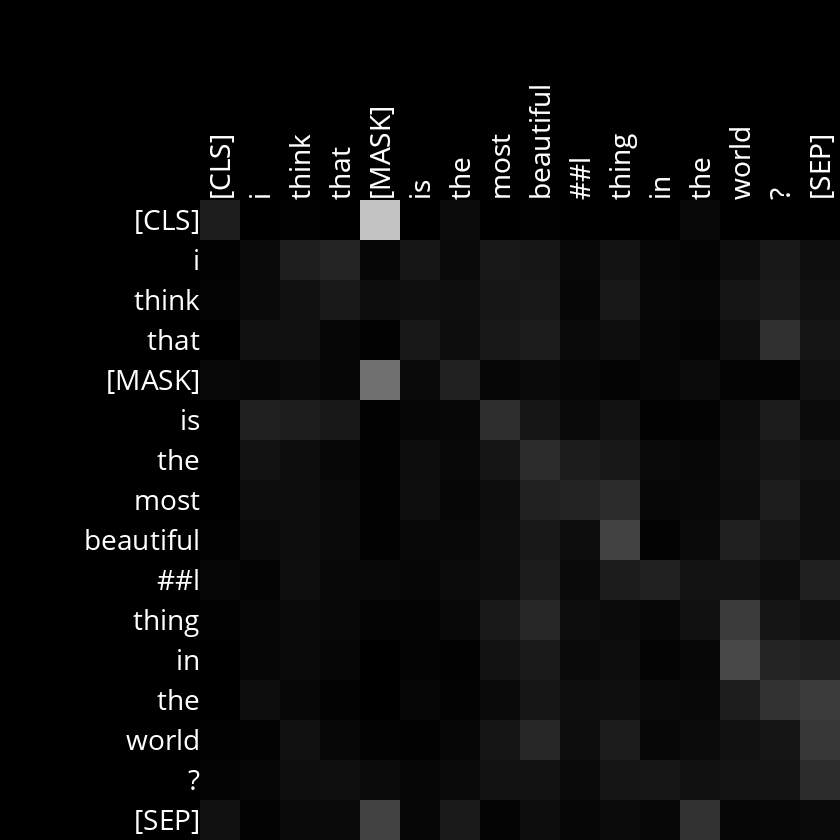 [CLS]
i
think
that
[MASK]
is
the
most
beautiful
##l
thing
in
the
world
?
[SEP]
[CLS]
i
think
that
[MASK]
is
the
most
beautiful
##l
thing
in
the
world
?
[SEP]